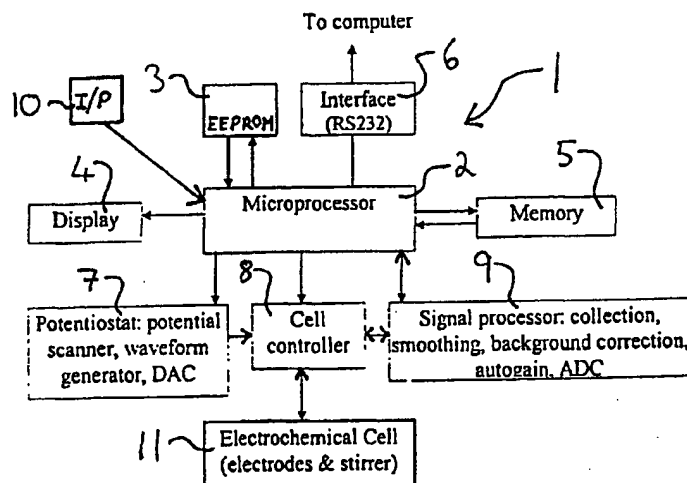 To computer
3
6
1
10
I/P
EEPROM
Interface
(RS232)
4
2
5
Display
Microprocessor
Memory
7
8
9
Potentiostat: potential
scanner, waveform
generator, DAC
Cell
controller
Signal processor: collection,
smoothing, background correction,
autogain, ADC
11
Electrochemical Cell
(electrodes & stirrer)